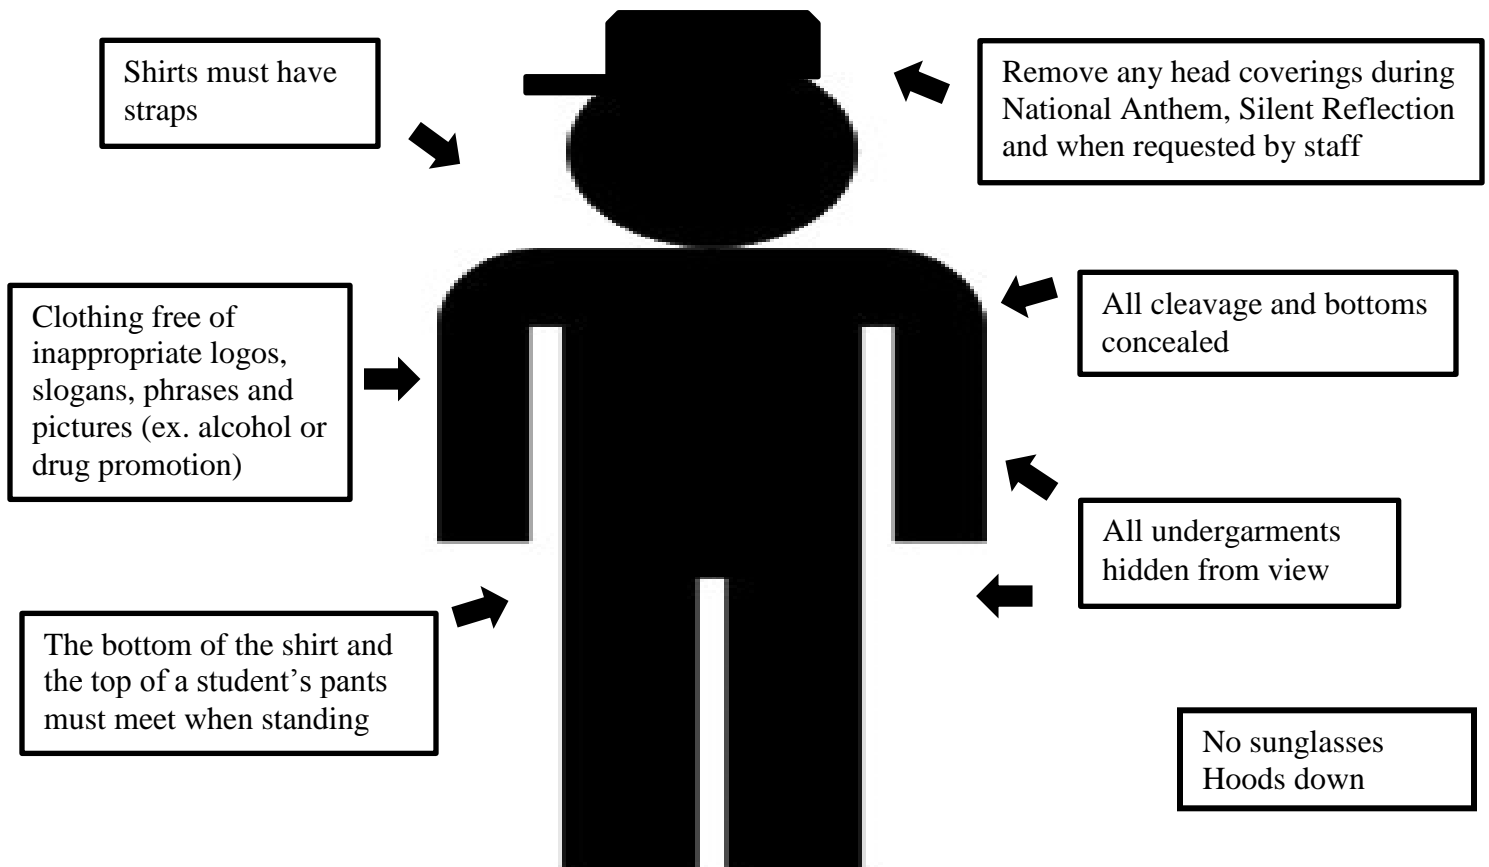 Shirts must have
straps
Remove any head coverings during
National Anthem, Silent Reflection
and when requested by staff
Clothing free of
inappropriate logos,
slogans, phrases and
pictures (ex. alcohol or
drug promotion)
All cleavage and bottoms
concealed
All undergarments
hidden from view
The bottom of the shirt and
the top of a student’s pants
must meet when standing
No sunglasses
Hoods down